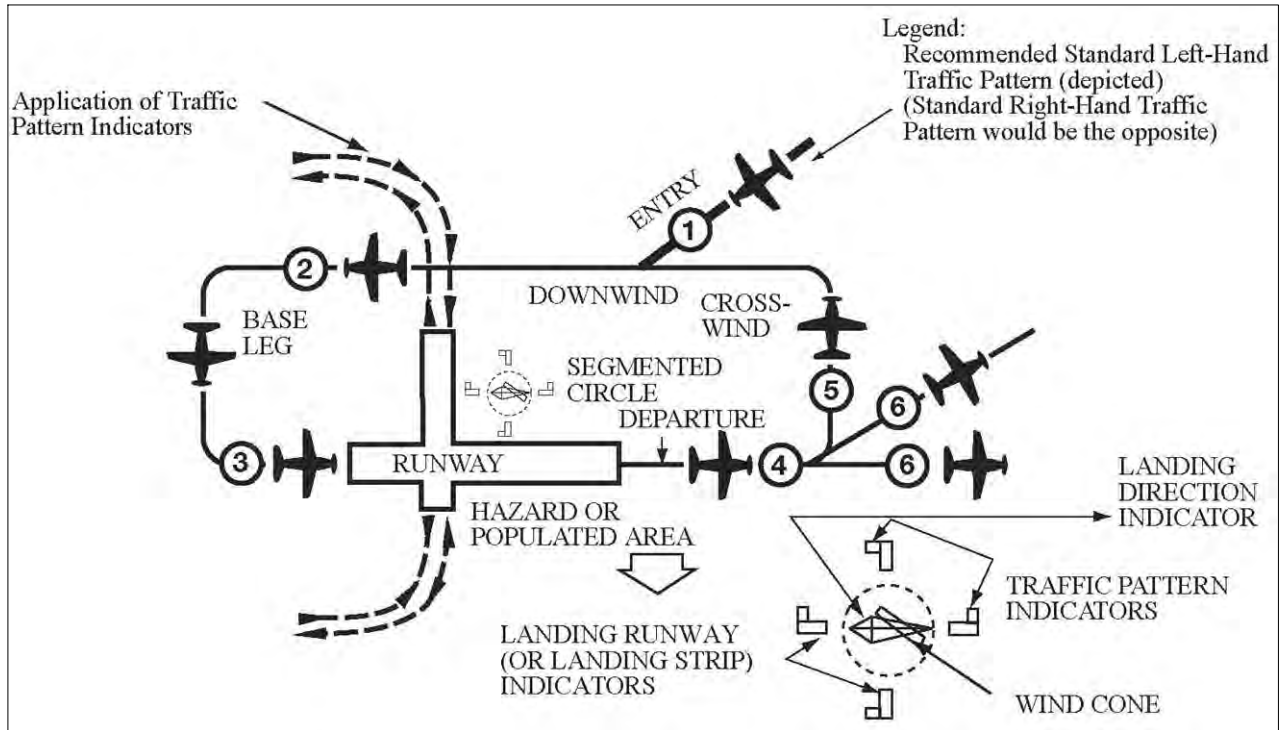 Legend:
Recommended Standard Left-Hand
Traffic Pattern (depicted)
(Standard Right-Hand Traffic
Pattern would be the opposite)
Application of Traffic
Pattern Indicators
ENTRY
1
2
DOWNWIND
CROSS-
WIND
BASE
LEG
SEGMENTED
CIRCLE
5
6
DEPARTURE
3
RUNWAY
4
6
LANDING
DIRECTION
INDICATOR
HAZARD OR
POPULATED AREA
TRAFFIC PATTERN
INDICATORS
LANDING RUNWAY
(OR LANDING STRIP)
INDICATORS
WIND CONE